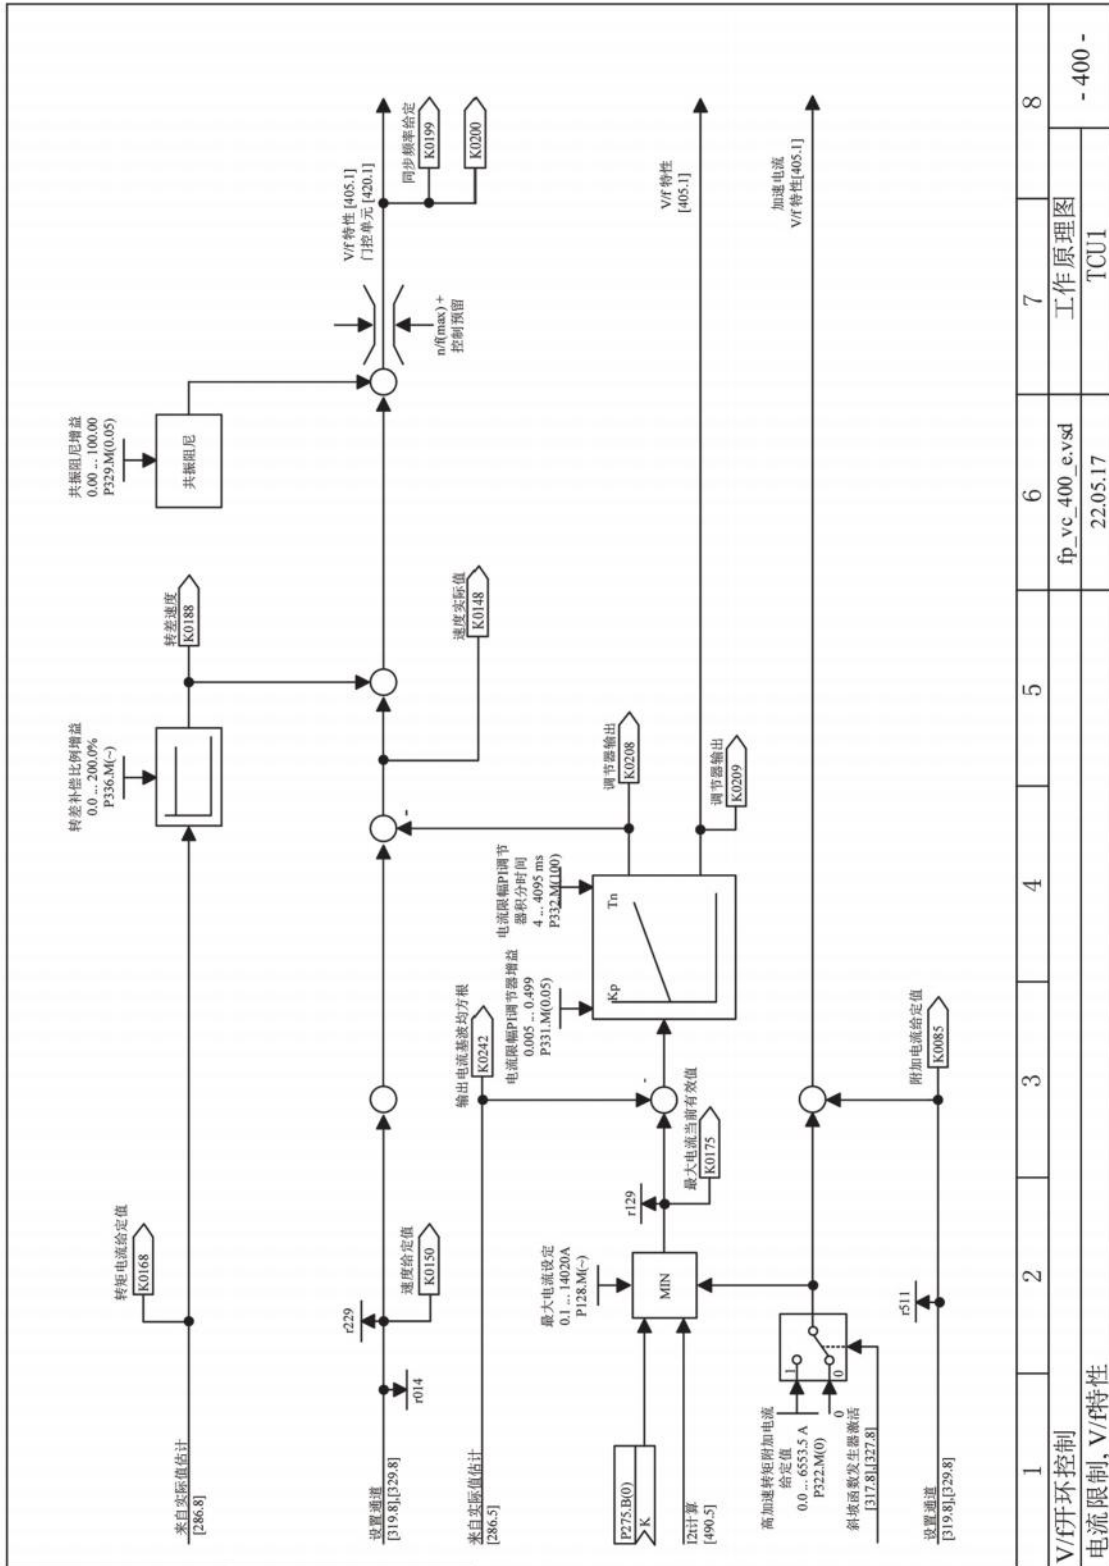 来自实际值估计
[286.8]
转矩电流给定值
K0168
转差补偿比例增益
0.0 ... 200.0%
P336.M(~)
转差速度
K0188
共振阻尼增益
0.00 ... 100.00
P329.M(0.05)
共振阻尼
设置通道
[319.8],[329.8]
r014
r229
速度给定值
K0150
-
速度实际值
K0148
n/f(max) +
控制预留
V/f 特性 [405.1]
门控单元 [420.1]
同步频率给定
K0199
K0200
来自实际值估计
[286.5]
输出电流基波均方根
K0242
P275.B(0)
K
I2t计算
[490.5]
最大电流设定
0.1 ... 14020A
P128.M(~)
MIN
r129
最大电流当前有效值
K0175
-
电流限幅PI调节器增益
0.005 ... 0.499
P331.M(0.05)
电流限幅PI调节
器积分时间
4 ... 4095 ms
P332.M(100)
Kp
Tn
调节器输出
K0208
调节器输出
K0209
V/f 特性
[405.1]
高加速转矩附加电流
给定值
0.0 ... 6553.5 A
P322.M(0)
1
0
0
斜坡函数发生器激活
[317.8],[327.8]
加速电流
V/f 特性[405.1]
设置通道
[319.8],[329.8]
r511
附加电流给定值
K0085
1 2 3 4 5 6 7 8
V/f开环控制 fp_vc_400_e.vsd 工作原理图 - 400 -
电流限制, V/f特性 22.05.17 TCU1